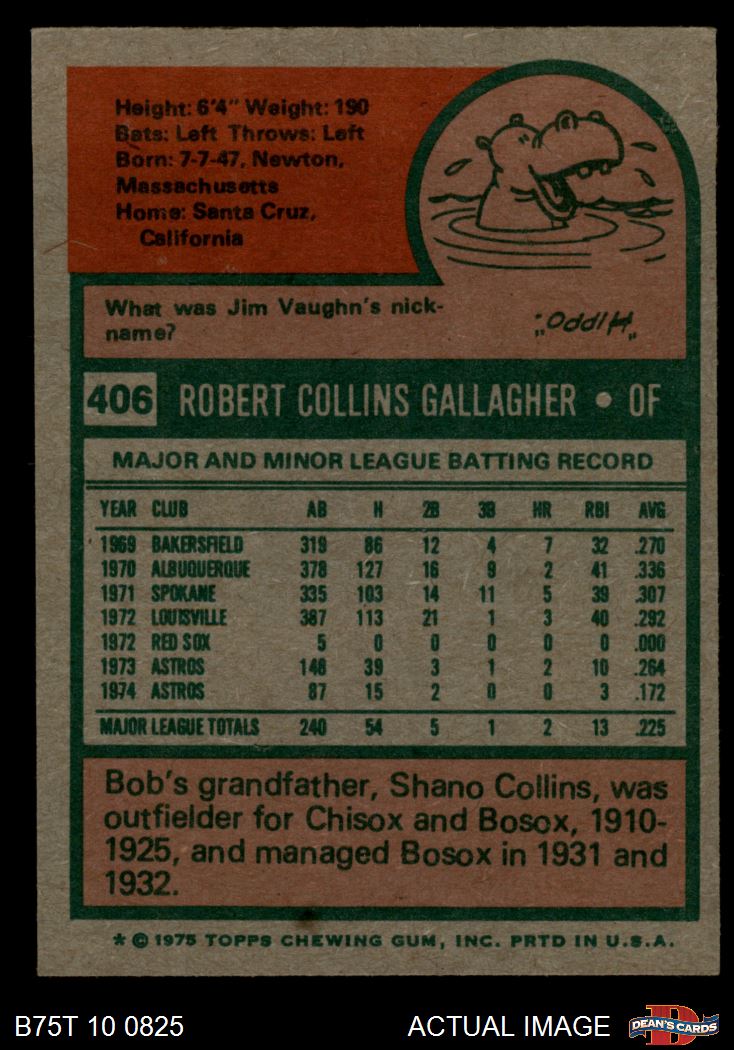 Height: 6'4" Weight: 190
Bats: Left Throws: Left
Born: 7-7-47, Newton,
Massachusetts
Home: Santa Cruz,
California
What was Jim Vaughn's nick-
name?
"Hippo."
406 ROBERT COLLINS GALLAGHER • OF
MAJOR AND MINOR LEAGUE BATTING RECORD
YEAR CLUB AB H 2B 3B HR RBI AVG.
1969 BAKERSFIELD 319 86 12 4 7 32 .270
1970 ALBUQUERQUE 378 127 16 9 2 41 .336
1971 SPOKANE 335 103 14 11 5 39 .307
1972 LOUISVILLE 387 113 21 1 3 40 .292
1972 RED SOX 5 0 0 0 0 0 .000
1973 ASTROS 148 39 3 1 2 10 .264
1974 ASTROS 87 15 2 0 0 3 .172
MAJOR LEAGUE TOTALS 240 54 5 1 2 13 .225
Bob's grandfather, Shano Collins, was
outfielder for Chisox and Bosox, 1910-
1925, and managed Bosox in 1931 and
1932.
* © 1975 TOPPS CHEWING GUM, INC. PRTD IN U.S.A.
B75T 10 0825 ACTUAL IMAGE
DEAN'S CARDS